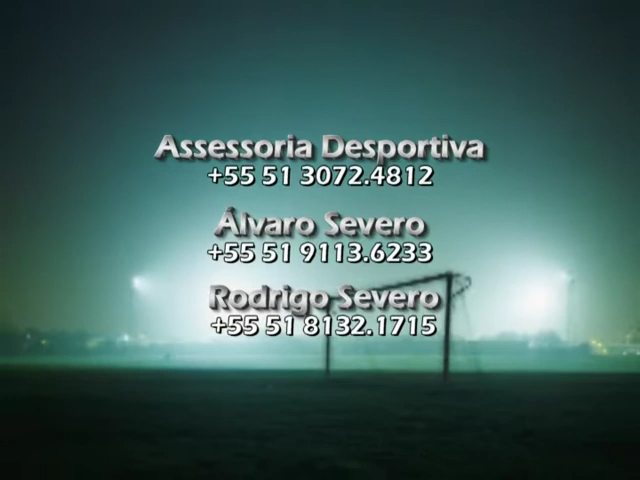 Assessoria Desportiva
+55 51 3072.4812
Álvaro Severo
+55 51 9113.6233
Rodrigo Severo
+55 51 8132.1715